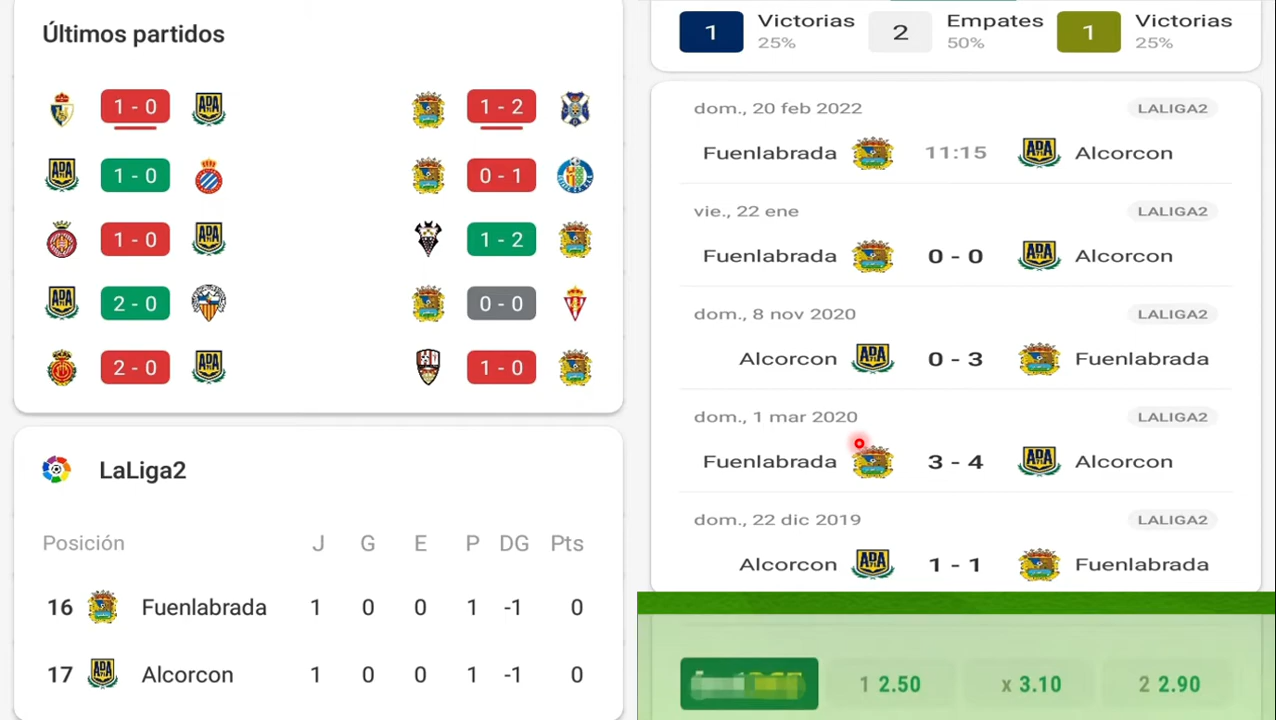 Últimos partidos
1 - 0
1 - 2
1 - 0
0 - 1
1 - 0
1 - 2
2 - 0
0 - 0
2 - 0
1 - 0
LaLiga2
Posición J G E P DG Pts
16 Fuenlabrada 1 0 0 1 -1 0
17 Alcorcon 1 0 0 1 -1 0
1 Victorias 2 Empates 1 Victorias
25% 50% 25%
dom., 20 feb 2022 LALIGA2
Fuenlabrada 11:15 Alcorcon
vie., 22 ene LALIGA2
Fuenlabrada 0 - 0 Alcorcon
dom., 8 nov 2020 LALIGA2
Alcorcon 0 - 3 Fuenlabrada
dom., 1 mar 2020 LALIGA2
Fuenlabrada 3 - 4 Alcorcon
dom., 22 dic 2019 LALIGA2
Alcorcon 1 - 1 Fuenlabrada
1 2.50 x 3.10 2 2.90